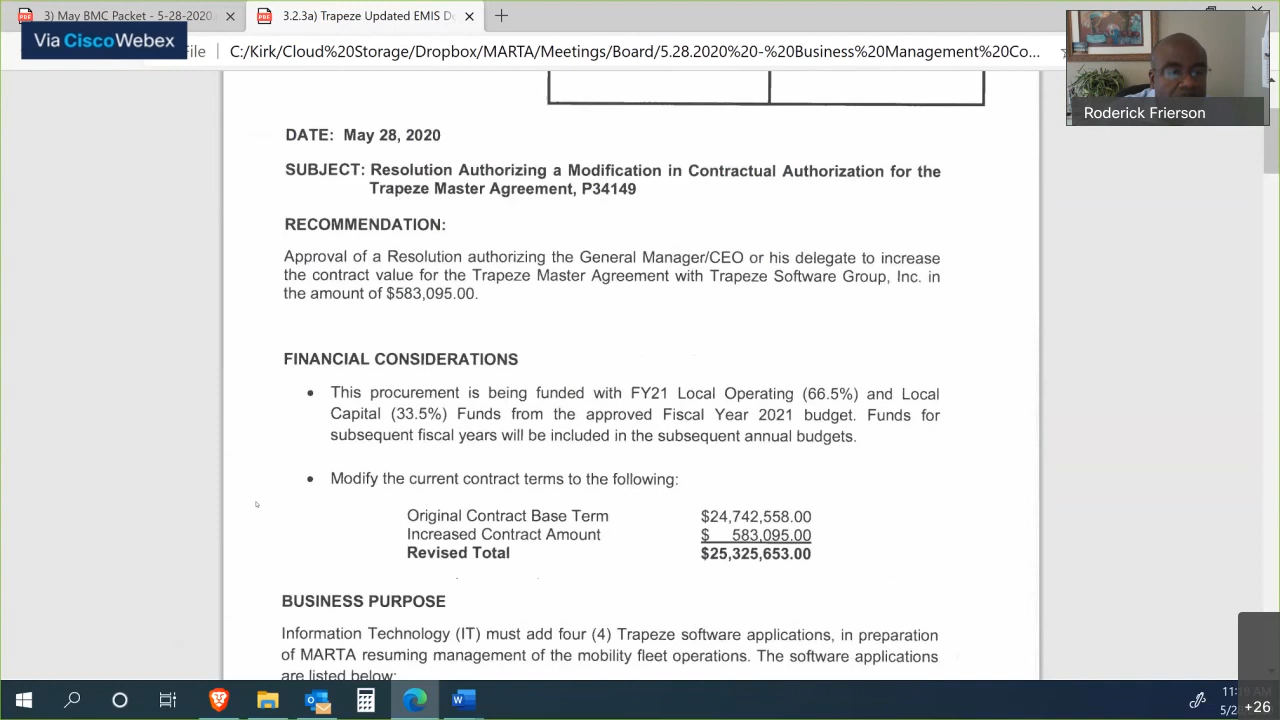 3) May BMC Packet - 5-28-2020
3.2.3a) Trapeze Updated EMIS D
Via CiscoWebex
File
C:/Kirk/Cloud%20Storage/Dropbox/MARTA/Meetings/Board/5.28.2020%20-%20Business%20Management%20Co...
Roderick Frierson
DATE: May 28, 2020
SUBJECT: Resolution Authorizing a Modification in Contractual Authorization for the
Trapeze Master Agreement, P34149
RECOMMENDATION:
Approval of a Resolution authorizing the General Manager/CEO or his delegate to increase
the contract value for the Trapeze Master Agreement with Trapeze Software Group, Inc. in
the amount of $583,095.00.
FINANCIAL CONSIDERATIONS
• This procurement is being funded with FY21 Local Operating (66.5%) and Local
Capital (33.5%) Funds from the approved Fiscal Year 2021 budget. Funds for
subsequent fiscal years will be included in the subsequent annual budgets.
• Modify the current contract terms to the following:
Original Contract Base Term $24,742,558.00
Increased Contract Amount $ 583,095.00
Revised Total $25,325,653.00
BUSINESS PURPOSE
Information Technology (IT) must add four (4) Trapeze software applications, in preparation
of MARTA resuming management of the mobility fleet operations. The software applications
are listed below:
+26